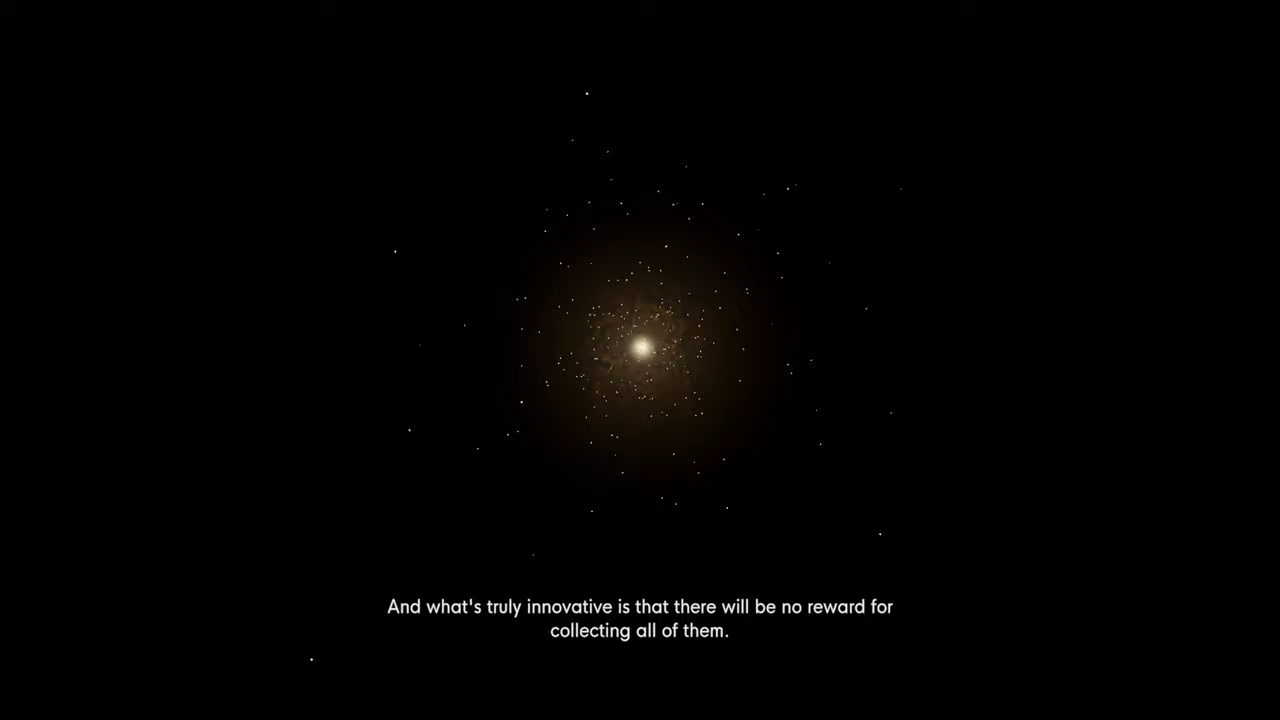 And what's truly innovative is that there will be no reward for
collecting all of them.